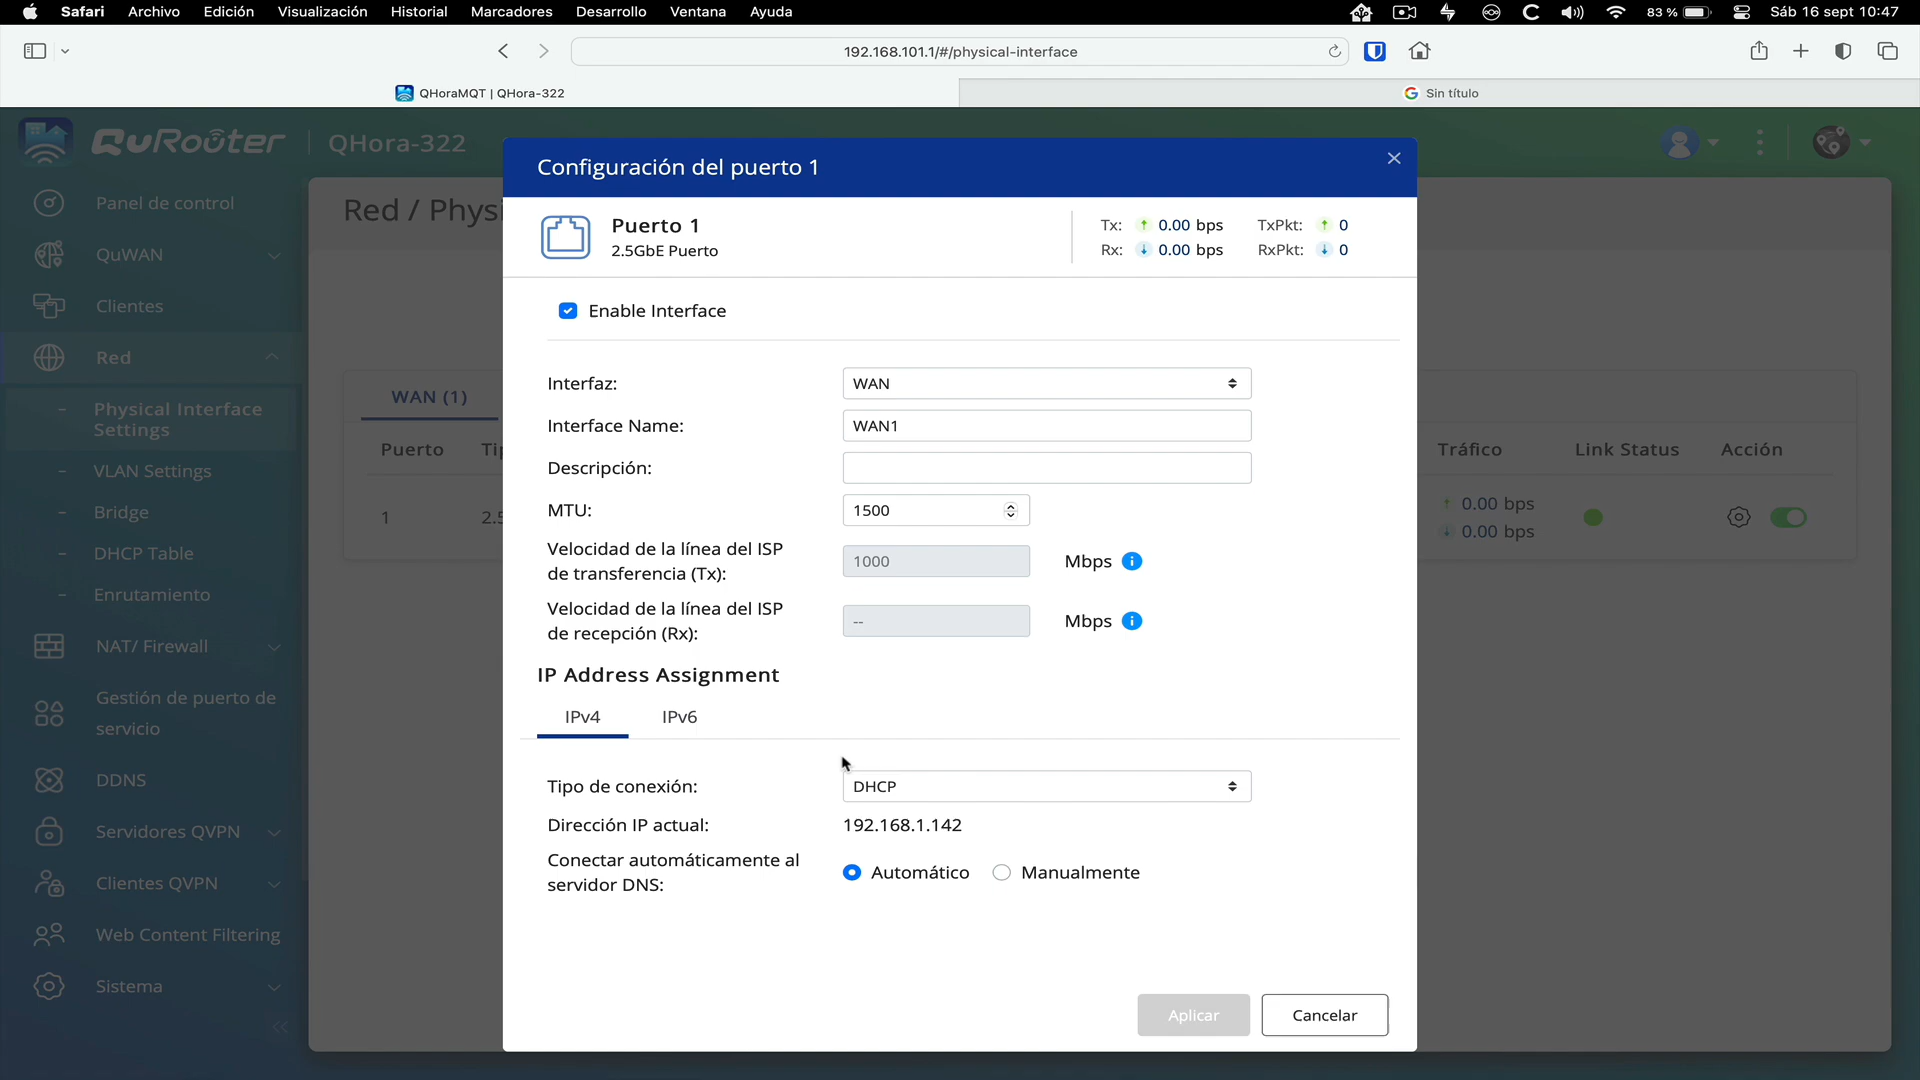 Safari Archivo Edición Visualización Historial Marcadores Desarrollo Ventana Ayuda 83 % Sáb 16 sept 10:47
192.168.101.1/#/physical-interface
QHoraMQT | QHora-322 Sin título
QuRouter | QHora-322
Panel de control
QuWAN
Clientes
Red
Physical Interface
Settings
VLAN Settings
Bridge
DHCP Table
Enrutamiento
NAT/ Firewall
Gestión de puerto de
servicio
DDNS
Servidores QVPN
Clientes QVPN
Web Content Filtering
Sistema
Red / Physi
WAN (1)
Puerto Tip
1 2.5
Tráfico Link Status Acción
0.00 bps
0.00 bps
Configuración del puerto 1
Puerto 1
2.5GbE Puerto
Tx: 0.00 bps TxPkt: 0
Rx: 0.00 bps RxPkt: 0
Enable Interface
Interfaz: WAN
Interface Name: WAN1
Descripción:
MTU: 1500
Velocidad de la línea del ISP
de transferencia (Tx): 1000 Mbps
Velocidad de la línea del ISP
de recepción (Rx): -- Mbps
IP Address Assignment
IPv4 IPv6
Tipo de conexión: DHCP
Dirección IP actual: 192.168.1.142
Conectar automáticamente al
servidor DNS: Automático Manualmente
Aplicar Cancelar